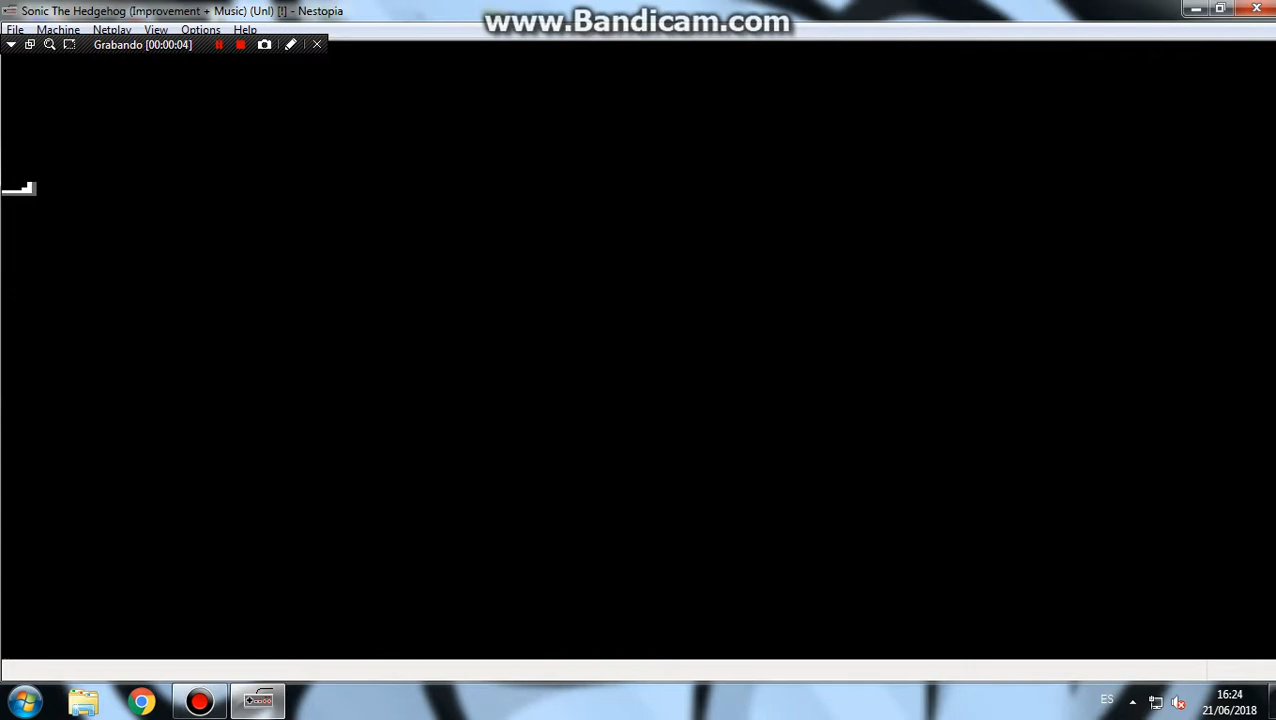 Sonic The Hedgehog (Improvement + Music) (Unl) [!] - Nestopia
www.Bandicam.com
File Machine Netplay View Options Help
Grabando [00:00:04]
ES
16:24
21/06/2018